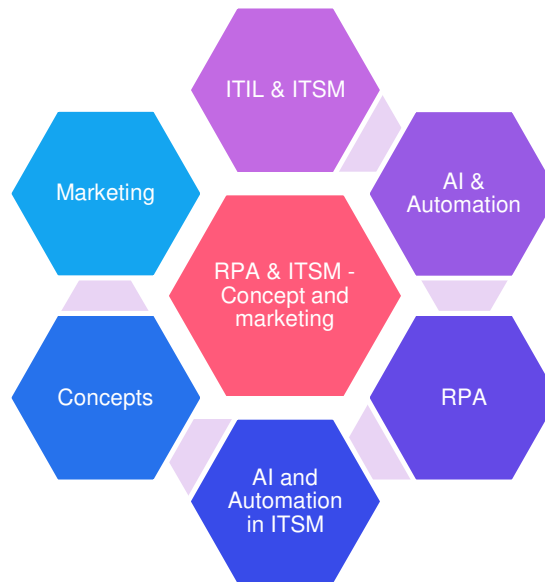 ITIL & ITSM
AI &
Automation
RPA
AI and
Automation
in ITSM
Concepts
Marketing
RPA & ITSM -
Concept and
marketing